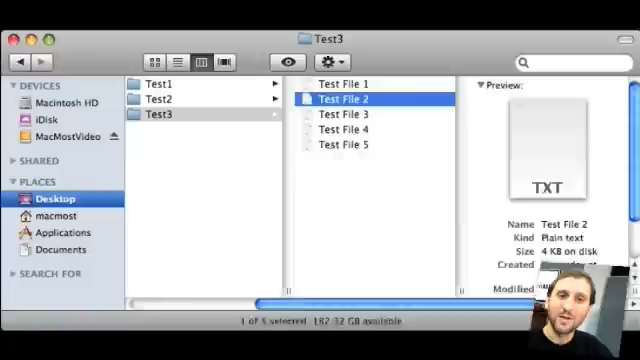 Test3
DEVICES
Macintosh HD
iDisk
MacMostVideo
SHARED
PLACES
Desktop
macmost
Applications
Documents
SEARCH FOR
Test1
Test2
Test3
Test File 1
Test File 2
Test File 3
Test File 4
Test File 5
Preview:
TXT
Name Test File 2
Kind Plain text
Size 4 KB on disk
Created
Modified
1 of 5 selected, 182.32 GB available